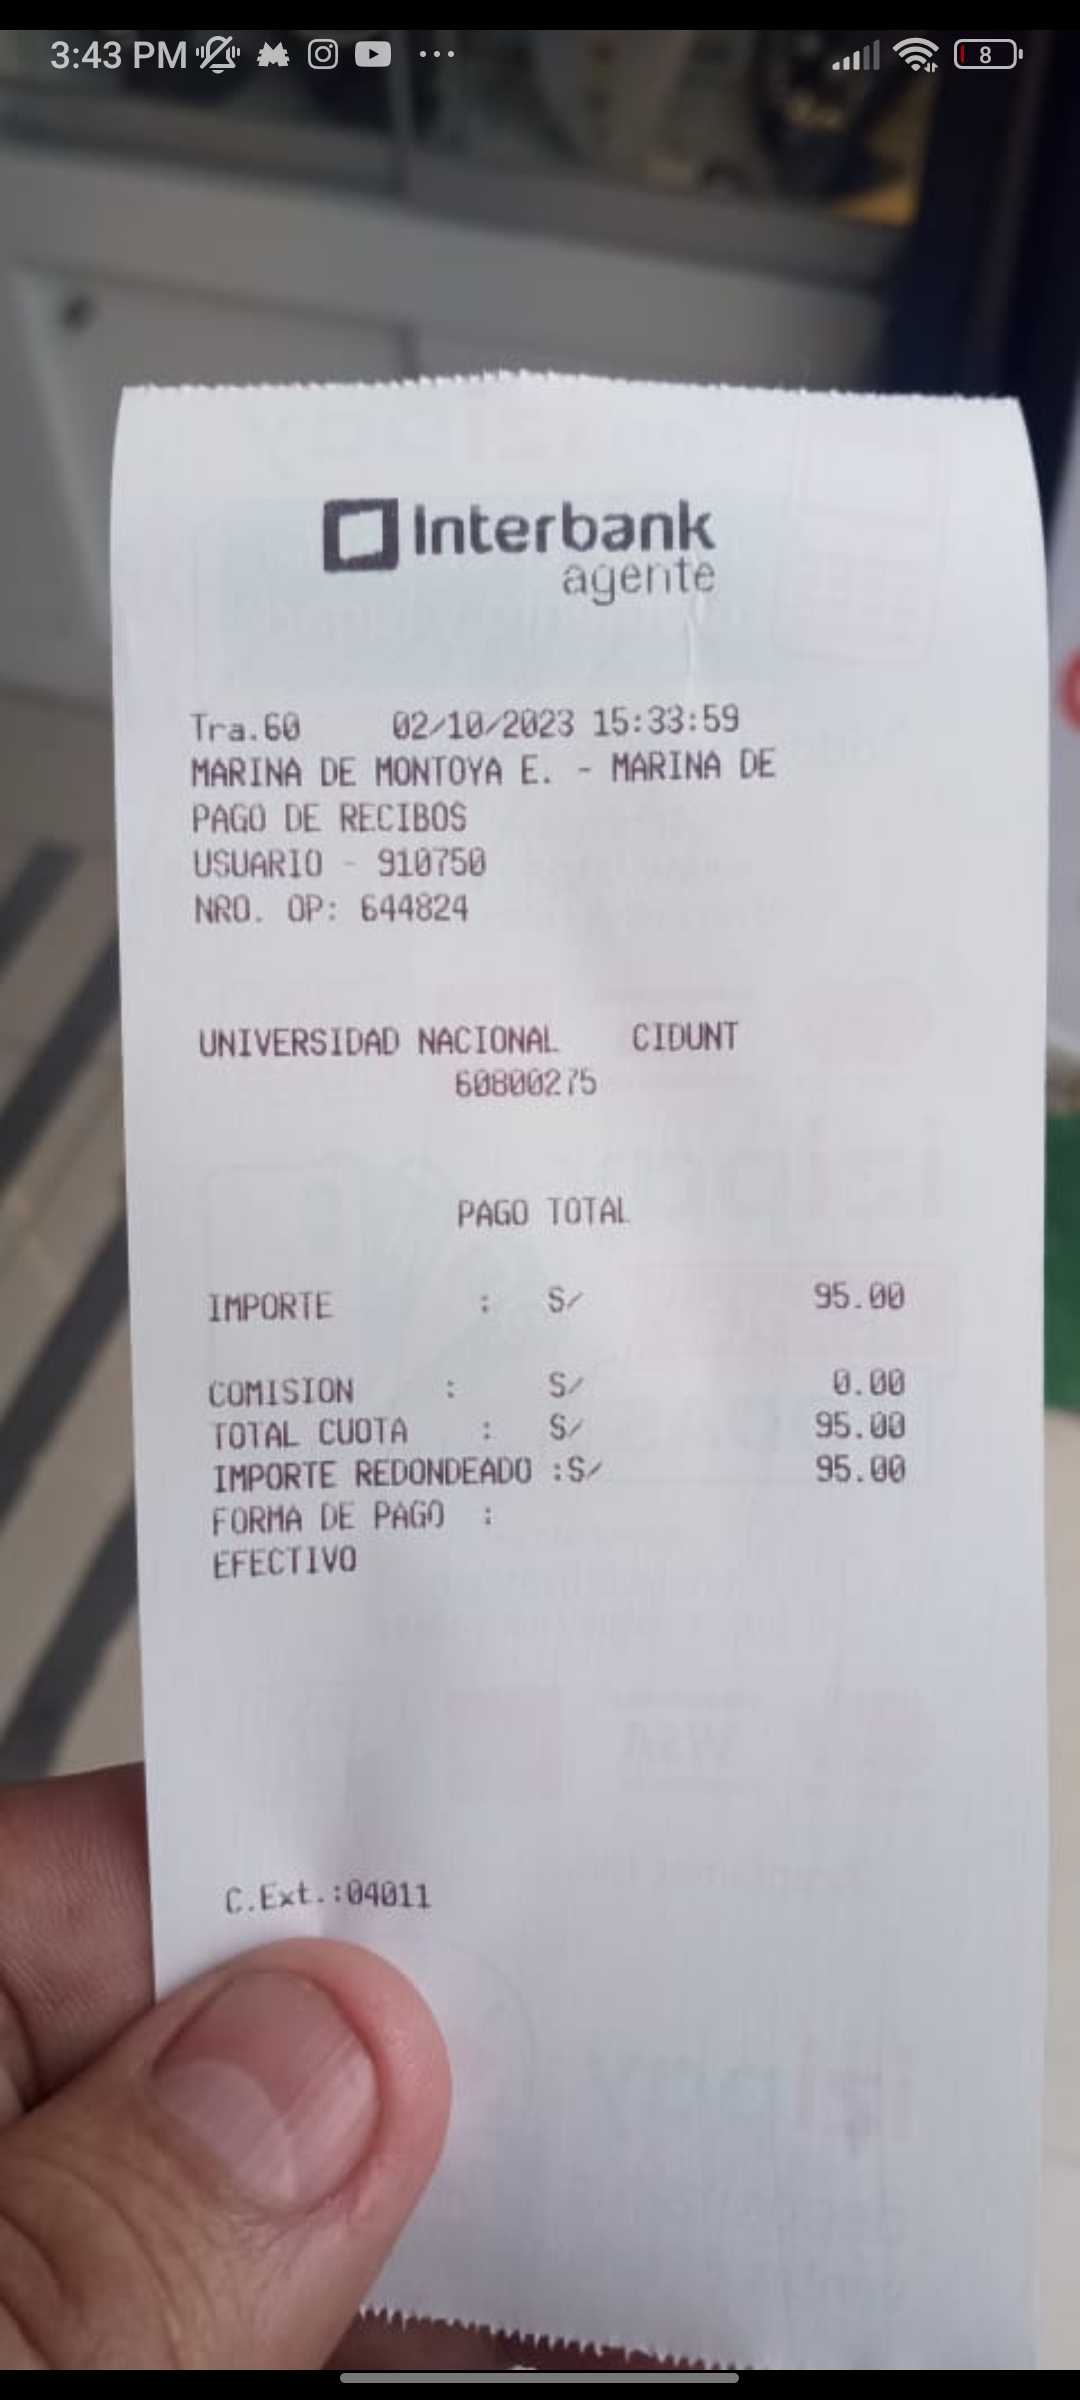 3:43 PM
8
Interbank
agente
Tra.60 02/10/2023 15:33:59
MARINA DE MONTOYA E. - MARINA DE
PAGO DE RECIBOS
USUARIO - 910750
NRO. OP: 644824
UNIVERSIDAD NACIONAL CIDUNT
60800275
PAGO TOTAL
IMPORTE : S/ 95.00
COMISION : S/ 0.00
TOTAL CUOTA : S/ 95.00
IMPORTE REDONDEADO :S/ 95.00
FORMA DE PAGO :
EFECTIVO
C.Ext.:04011